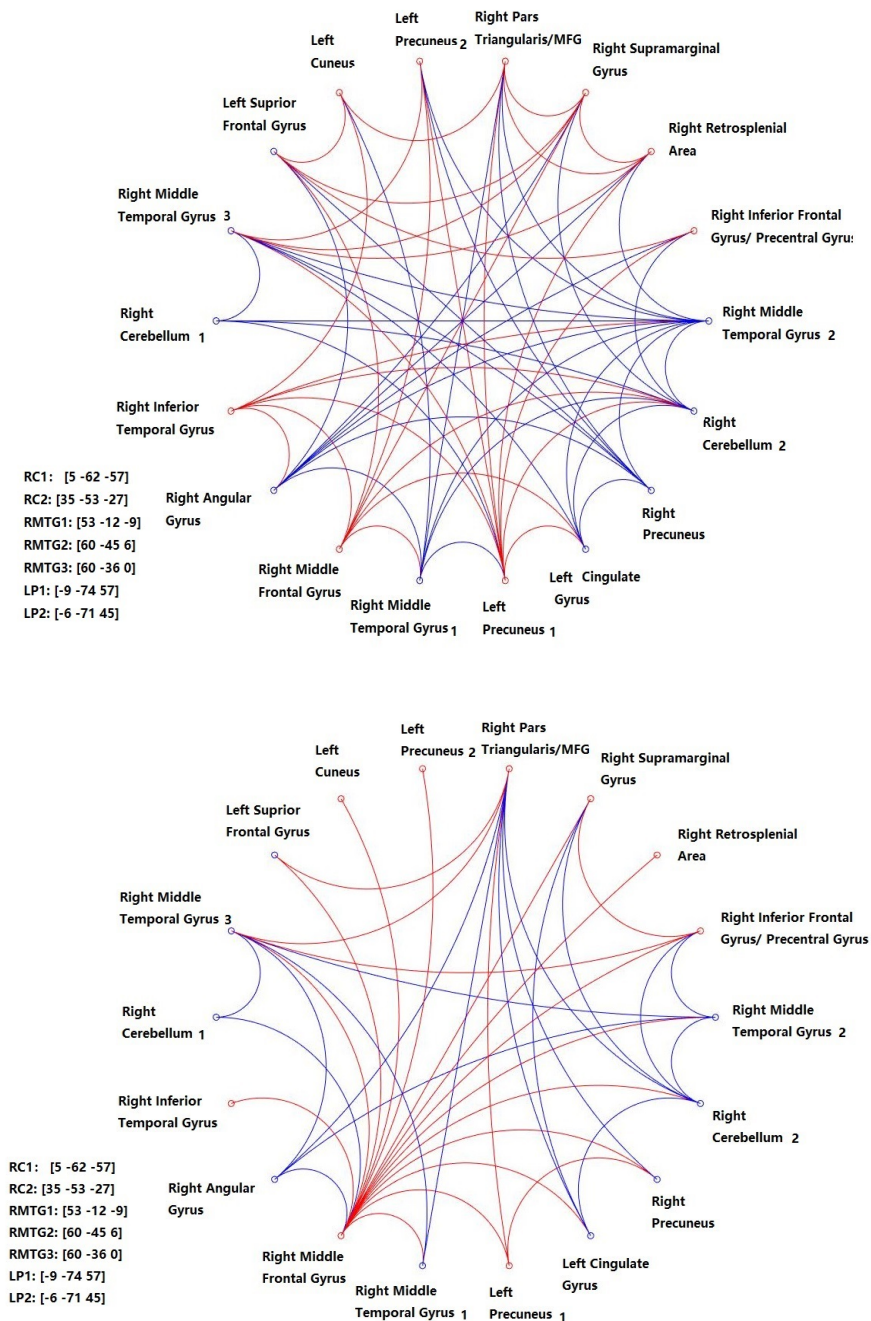 Left
Precuneus 2
Right Pars
Triangularis/MFG
Left
Cuneus
Right Supramarginal
Gyrus
Left Suprior
Frontal Gyrus
Right Retrosplenial
Area
Right Middle
Temporal Gyrus 3
Right Inferior Frontal
Gyrus/ Precentral Gyrus
Right
Cerebellum 1
Right Middle
Temporal Gyrus 2
Right Inferior
Temporal Gyrus
Right
Cerebellum 2
RC1: [5 -62 -57]
RC2: [35 -53 -27]
RMTG1: [53 -12 -9]
RMTG2: [60 -45 6]
RMTG3: [60 -36 0]
LP1: [-9 -74 57]
LP2: [-6 -71 45]
Right Angular
Gyrus
Right
Precuneus
Right Middle
Frontal Gyrus
Right Middle
Temporal Gyrus 1
Left
Precuneus 1
Left Cingulate
Gyrus
Left
Precuneus 2
Right Pars
Triangularis/MFG
Left
Cuneus
Right Supramarginal
Gyrus
Left Suprior
Frontal Gyrus
Right Retrosplenial
Area
Right Middle
Temporal Gyrus 3
Right Inferior Frontal
Gyrus/ Precentral Gyrus
Right
Cerebellum 1
Right Middle
Temporal Gyrus 2
Right Inferior
Temporal Gyrus
Right
Cerebellum 2
RC1: [5 -62 -57]
RC2: [35 -53 -27]
RMTG1: [53 -12 -9]
RMTG2: [60 -45 6]
RMTG3: [60 -36 0]
LP1: [-9 -74 57]
LP2: [-6 -71 45]
Right Angular
Gyrus
Right
Precuneus
Right Middle
Frontal Gyrus
Right Middle
Temporal Gyrus 1
Left
Precuneus 1
Left Cingulate
Gyrus